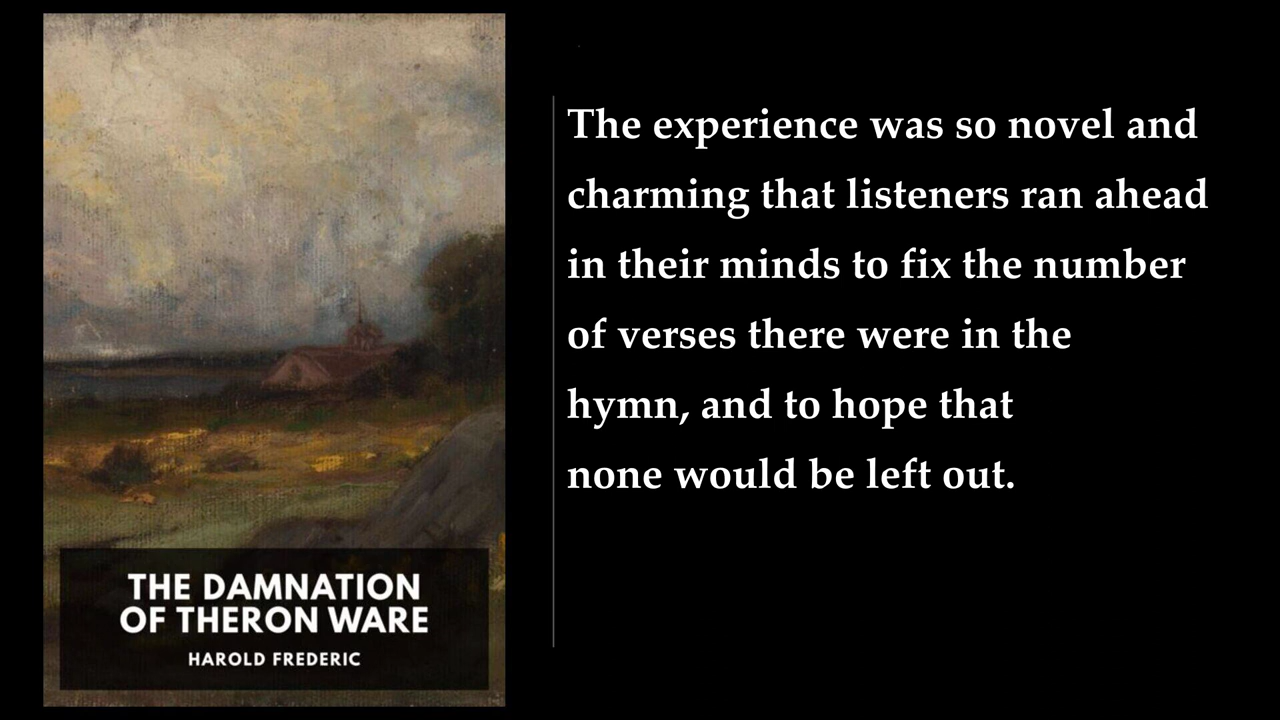 The experience was so novel and
charming that listeners ran ahead
in their minds to fix the number
of verses there were in the
hymn, and to hope that
none would be left out.
THE DAMNATION
OF THERON WARE
HAROLD FREDERIC